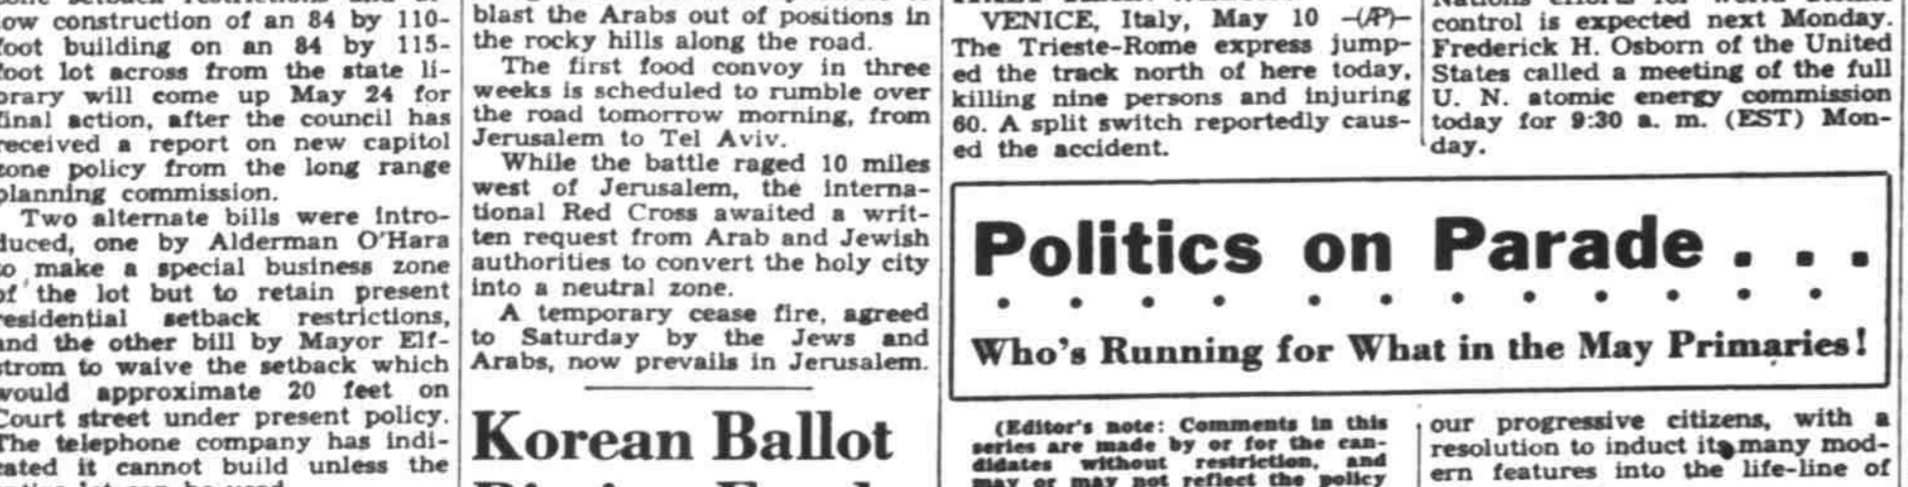 low construction of an 84 by 110-
foot building on an 84 by 115-
foot lot across from the state li-
brary will come up May 24 for
final action, after the council has
received a report on new capitol
zone policy from the long range
planning commission.
Two alternate bills were intro-
duced, one by Alderman O'Hara
to make a special business zone
of the lot but to retain present
residential setback restrictions,
and the other bill by Mayor Elf-
strom to waive the setback which
would approximate 20 feet on
Court street under present policy.
The telephone company has indi-
cated it cannot build unless the
blast the Arabs out of positions in
the rocky hills along the road.
The first food convoy in three
weeks is scheduled to rumble over
the road tomorrow morning, from
Jerusalem to Tel Aviv.
While the battle raged 10 miles
west of Jerusalem, the interna-
tional Red Cross awaited a writ-
ten request from Arab and Jewish
authorities to convert the holy city
into a neutral zone.
A temporary cease fire, agreed
to Saturday by the Jews and
Arabs, now prevails in Jerusalem.
Korean Ballot
VENICE, Italy, May 10 -(AP)-
The Trieste-Rome express jump-
ed the track north of here today,
killing nine persons and injuring
60. A split switch reportedly caus-
ed the accident.
control is expected next Monday.
Frederick H. Osborn of the United
States called a meeting of the full
U. N. atomic energy commission
today for 9:30 a. m. (EST) Mon-
day.
Politics on Parade . . .
. . . . . . . . . . . .
Who's Running for What in the May Primaries!
(Editor's note: Comments in this
series are made by or for the can-
didates without restriction, and
may or may not reflect the policy
our progressive citizens, with a
resolution to induct its many mod-
ern features into the life-line of